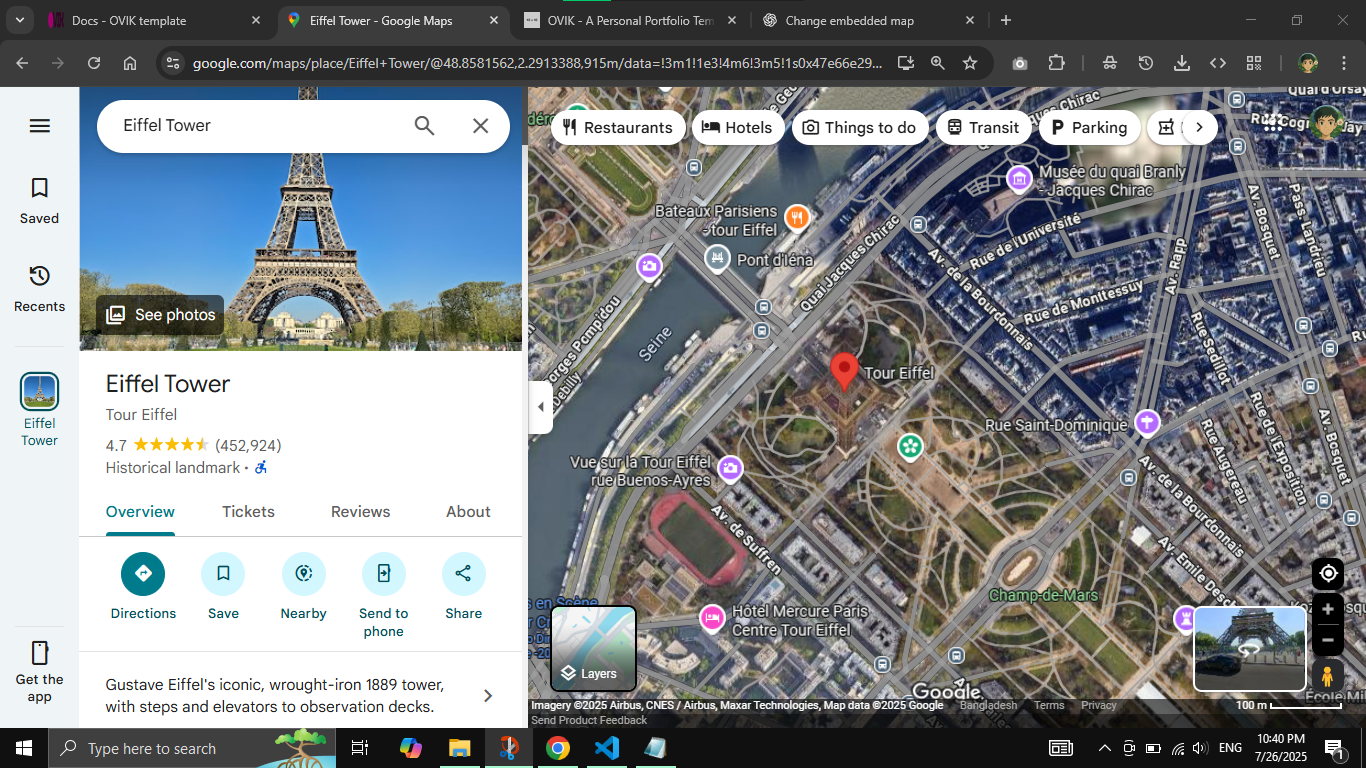 Docs - OVIK template
Eiffel Tower - Google Maps
OVIK - A Personal Portfolio Tem
Change embedded map
google.com/maps/place/Eiffel+Tower/@48.8581562,2.2913388,915m/data=!3m1!1e3!4m6!3m5!1s0x47e66e29...
Eiffel Tower
Saved
Recents
Eiffel
Tower
Get the
app
See photos
Eiffel Tower
Tour Eiffel
4.7 (452,924)
Historical landmark ·
Overview Tickets Reviews About
Directions
Save
Nearby
Send to
phone
Share
Gustave Eiffel's iconic, wrought-iron 1889 tower,
with steps and elevators to observation decks.
Restaurants
Hotels
Things to do
Transit
Parking
Quai d'Orsay
Musée du quai Branly
- Jacques Chirac
Bateaux Parisiens
- tour Eiffel
Pont d'Iéna
Quai Jacques Chirac
Rue de l'Université
Av. de la Bourdonnais
Rue de Monttessuy
Av. Rapp
Av. Bosquet
Pass. Landrieu
Seine
Debilly
Tour Eiffel
Rue Sedillot
Rue Saint-Dominique
Rue de l'Exposition
Av. Bosquet
Rue Augereau
Vue sur la Tour Eiffel
rue Buenos-Ayres
Av. de Suffren
Av. de la Bourdonnais
Champ-de-Mars
Hôtel Mercure Paris
Centre Tour Eiffel
Layers
Google
Imagery ©2025 Airbus, CNES / Airbus, Maxar Technologies, Map data ©2025 Google
Bangladesh
Terms
Privacy
100 m
Send Product Feedback
Type here to search
ENG
10:40 PM
7/26/2025
1